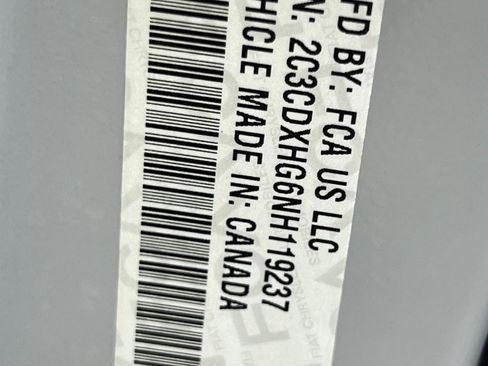 FD BY: FCA US LLC
N: 2C3CDXHG6NH119237
HICLE MADE IN: CANADA